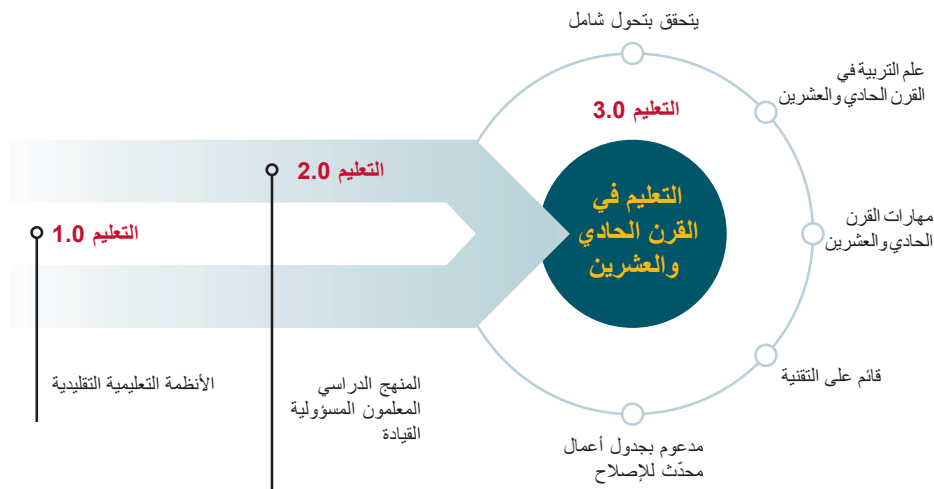 يتحقق بتحول شامل
علم التربية في
القرن الحادي والعشرين
التعليم 3.0
التعليم في
القرن الحادي
والعشرين
مهارات القرن
الحادي والعشرين
قائم على التقنية
مدعوم بجدول أعمال
محدّث للإصلاح
التعليم 2.0
المنهج الدراسي
المعلمون المسؤولية
القيادة
التعليم 1.0
الأنظمة التعليمية التقليدية